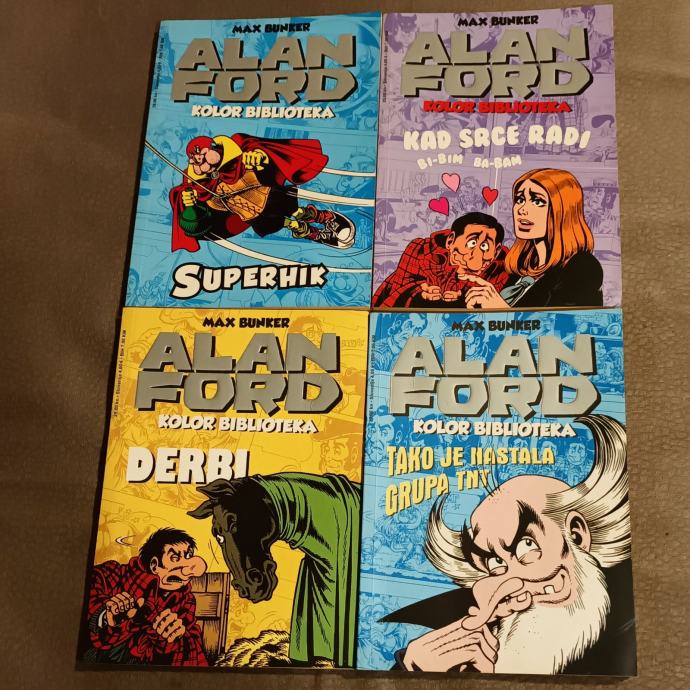 MAX BUNKER
ALAN
FORD
KOLOR BIBLIOTEKA
SUPERHIK
MAX BUNKER
ALAN
FORD
KOLOR BIBLIOTEKA
KAD SRCE RADI
BI-BIM BA-BAM
MAX BUNKER
ALAN
FORD
KOLOR BIBLIOTEKA
DERBI
MAX BUNKER
ALAN
FORD
KOLOR BIBLIOTEKA
TAKO JE NASTALA
GRUPA TNT